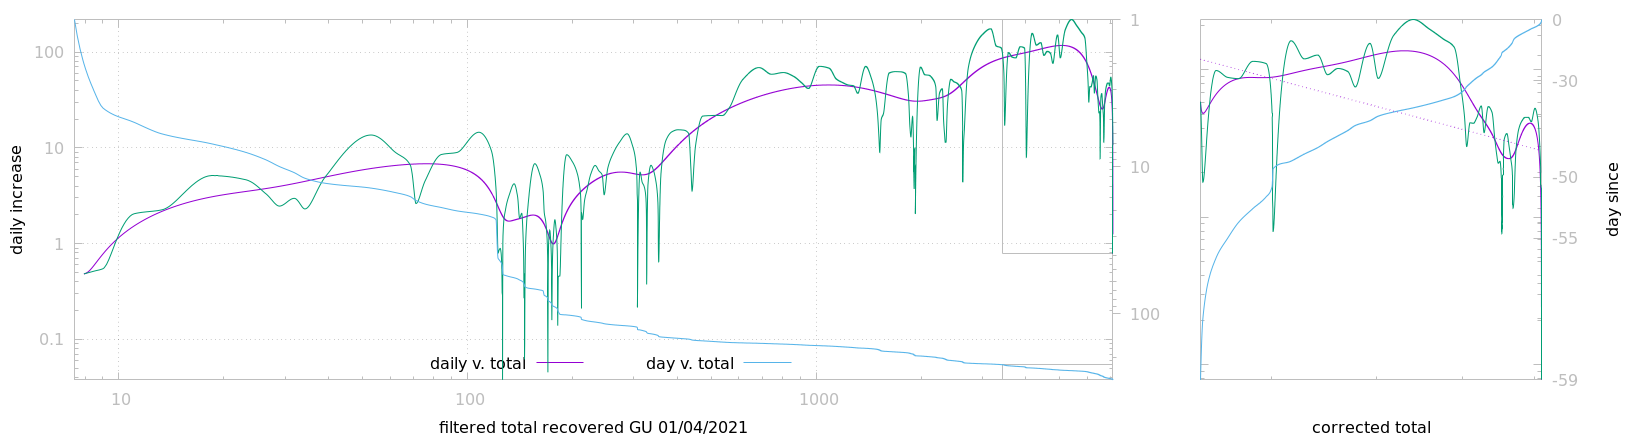 daily increase
100
10
1
0.1
daily v. total
day v. total
10
100
1000
filtered total recovered GU 01/04/2021
1
10
100
0
-30
-50
-55
-59
day since
corrected total